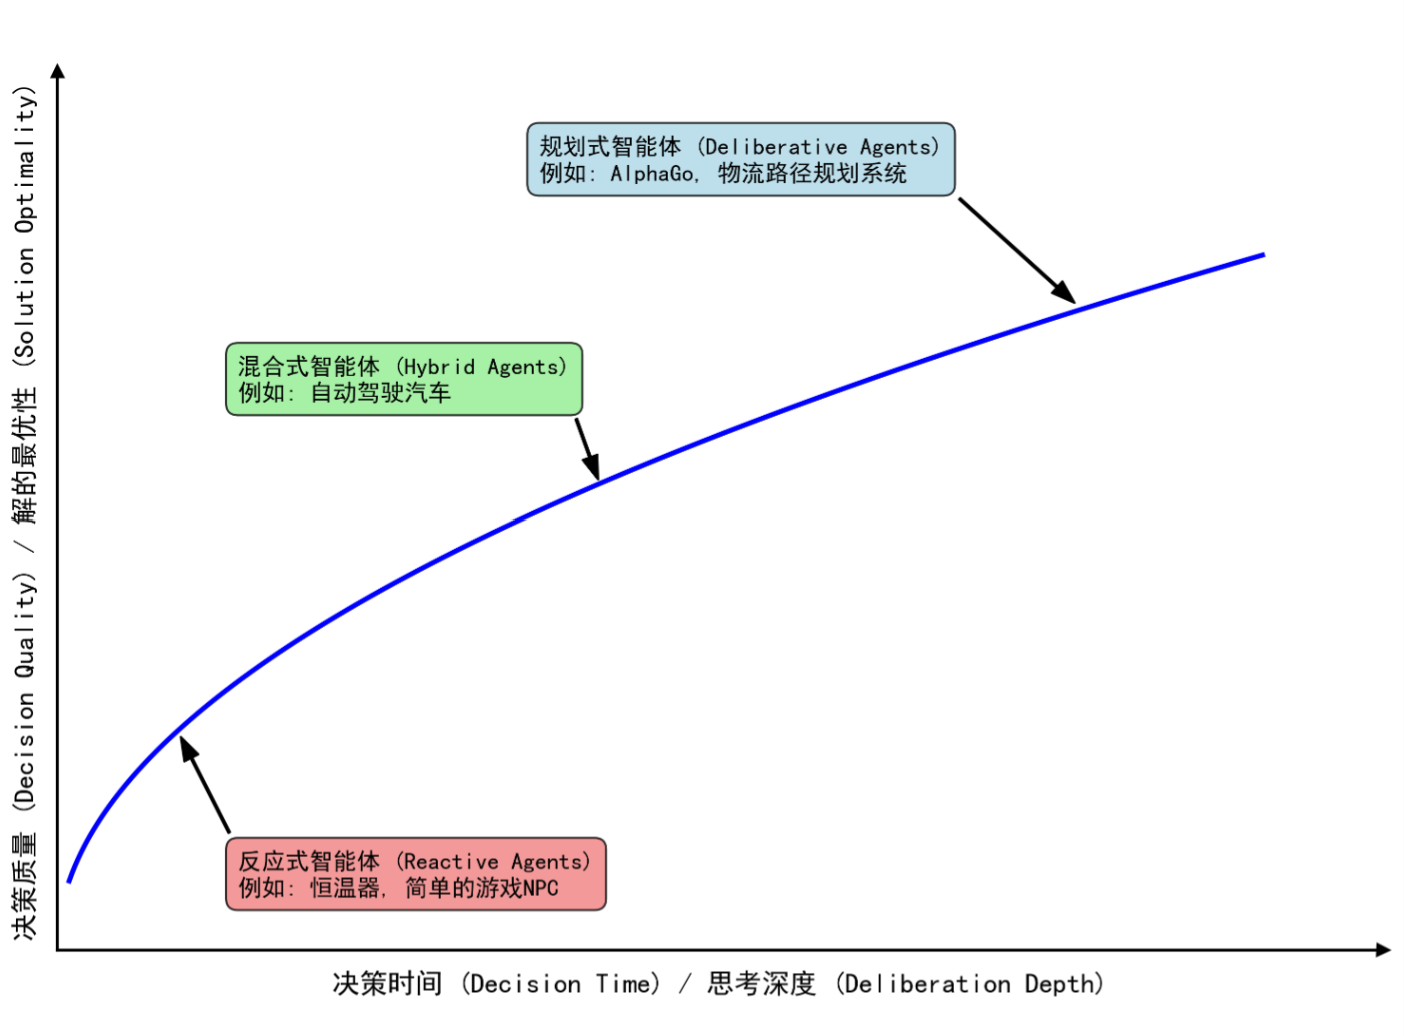 规划式智能体 (Deliberative Agents)
例如: AlphaGo, 物流路径规划系统
混合式智能体 (Hybrid Agents)
例如: 自动驾驶汽车
反应式智能体 (Reactive Agents)
例如: 恒温器, 简单的游戏NPC
决策质量 (Decision Quality) / 解的最优性 (Solution Optimality)
决策时间 (Decision Time) / 思考深度 (Deliberation Depth)